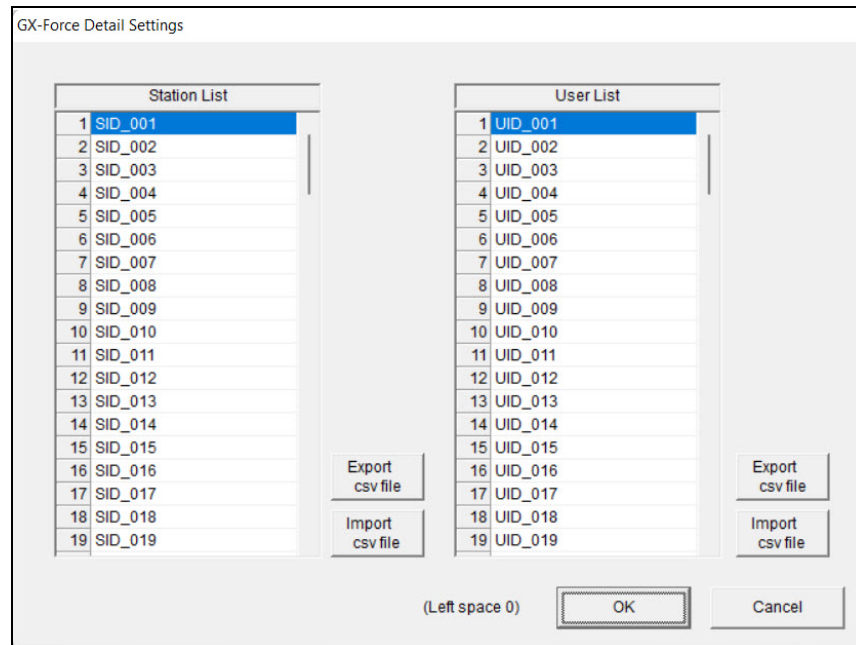 GX-Force Detail Settings
Station List User List
1 SID_001 1 UID_001
2 SID_002 2 UID_002
3 SID_003 3 UID_003
4 SID_004 4 UID_004
5 SID_005 5 UID_005
6 SID_006 6 UID_006
7 SID_007 7 UID_007
8 SID_008 8 UID_008
9 SID_009 9 UID_009
10 SID_010 10 UID_010
11 SID_011 11 UID_011
12 SID_012 12 UID_012
13 SID_013 13 UID_013
14 SID_014 14 UID_014
15 SID_015 15 UID_015
16 SID_016 16 UID_016
17 SID_017 17 UID_017
18 SID_018 18 UID_018
19 SID_019 19 UID_019
Export
csv file
Import
csv file
Export
csv file
Import
csv file
(Left space 0) OK Cancel